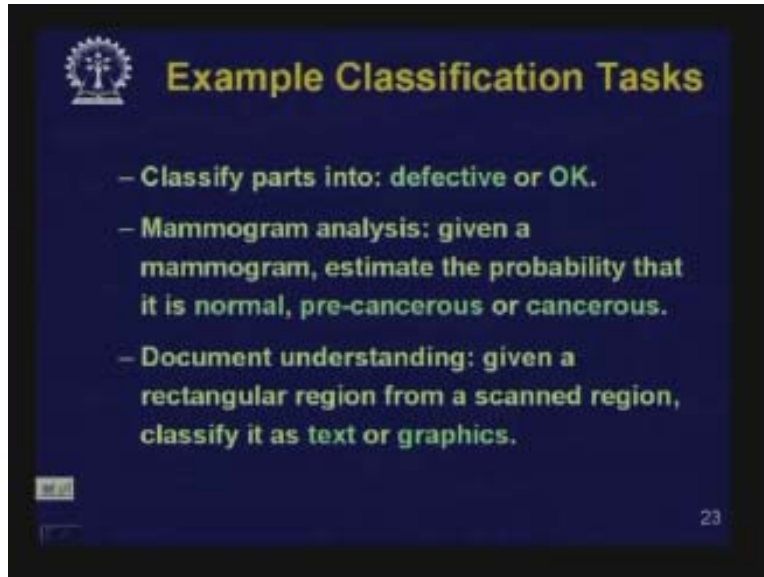 Example Classification Tasks
– Classify parts into: defective or OK.
– Mammogram analysis: given a
mammogram, estimate the probability that
it is normal, pre-cancerous or cancerous.
– Document understanding: given a
rectangular region from a scanned region,
classify it as text or graphics.
23